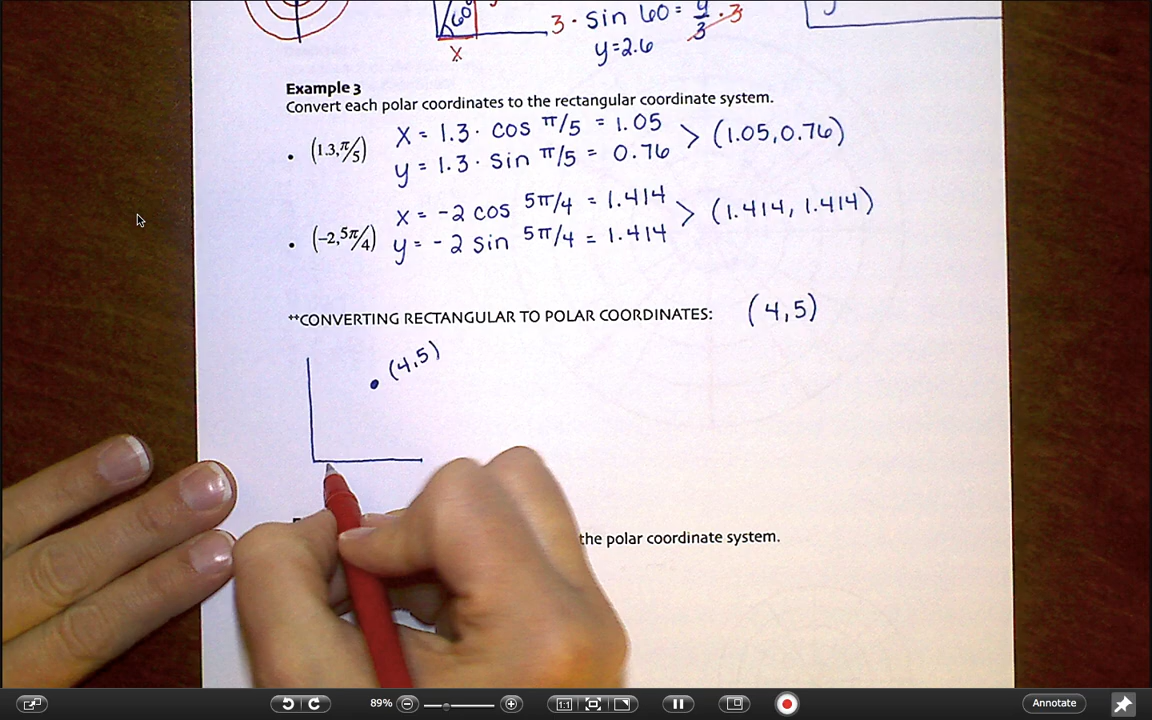 60°
x
3 · sin 60 = y/3 · 3
y=2.6
y
Example 3
Convert each polar coordinates to the rectangular coordinate system.
• (1.3,π/5) x = 1.3 · cos π/5 = 1.05 > (1.05,0.76)
y = 1.3 · sin π/5 = 0.76
• (−2,5π/4) x = -2 cos 5π/4 = 1.414 > (1.414, 1.414)
y = -2 sin 5π/4 = 1.414
**CONVERTING RECTANGULAR TO POLAR COORDINATES: (4,5)
(4,5)
the polar coordinate system.
89%
1:1
Annotate